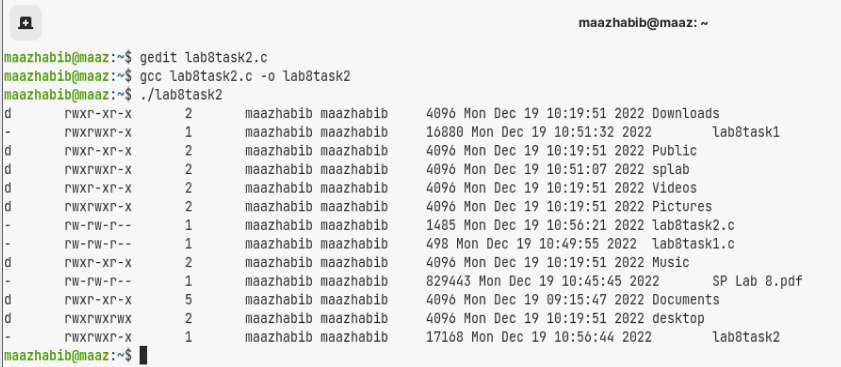 maazhabib@maaz: ~
maazhabib@maaz:~$ gedit lab8task2.c
maazhabib@maaz:~$ gcc lab8task2.c -o lab8task2
maazhabib@maaz:~$ ./lab8task2
d rwxr-xr-x 2 maazhabib maazhabib 4096 Mon Dec 19 10:19:51 2022 Downloads
- rwxrwxr-x 1 maazhabib maazhabib 16880 Mon Dec 19 10:51:32 2022 lab8task1
d rwxr-xr-x 2 maazhabib maazhabib 4096 Mon Dec 19 10:19:51 2022 Public
d rwxrwxr-x 2 maazhabib maazhabib 4096 Mon Dec 19 10:51:07 2022 splab
d rwxr-xr-x 2 maazhabib maazhabib 4096 Mon Dec 19 10:19:51 2022 Videos
d rwxrwxr-x 2 maazhabib maazhabib 4096 Mon Dec 19 10:19:51 2022 Pictures
- rw-rw-r-- 1 maazhabib maazhabib 1485 Mon Dec 19 10:56:21 2022 lab8task2.c
- rw-rw-r-- 1 maazhabib maazhabib 498 Mon Dec 19 10:49:55 2022 lab8task1.c
d rwxr-xr-x 2 maazhabib maazhabib 4096 Mon Dec 19 10:19:51 2022 Music
- rw-rw-r-- 1 maazhabib maazhabib 829443 Mon Dec 19 10:45:45 2022 SP Lab 8.pdf
d rwxr-xr-x 5 maazhabib maazhabib 4096 Mon Dec 19 09:15:47 2022 Documents
d rwxrwxrwx 2 maazhabib maazhabib 4096 Mon Dec 19 10:19:51 2022 desktop
- rwxrwxr-x 1 maazhabib maazhabib 17168 Mon Dec 19 10:56:44 2022 lab8task2
maazhabib@maaz:~$